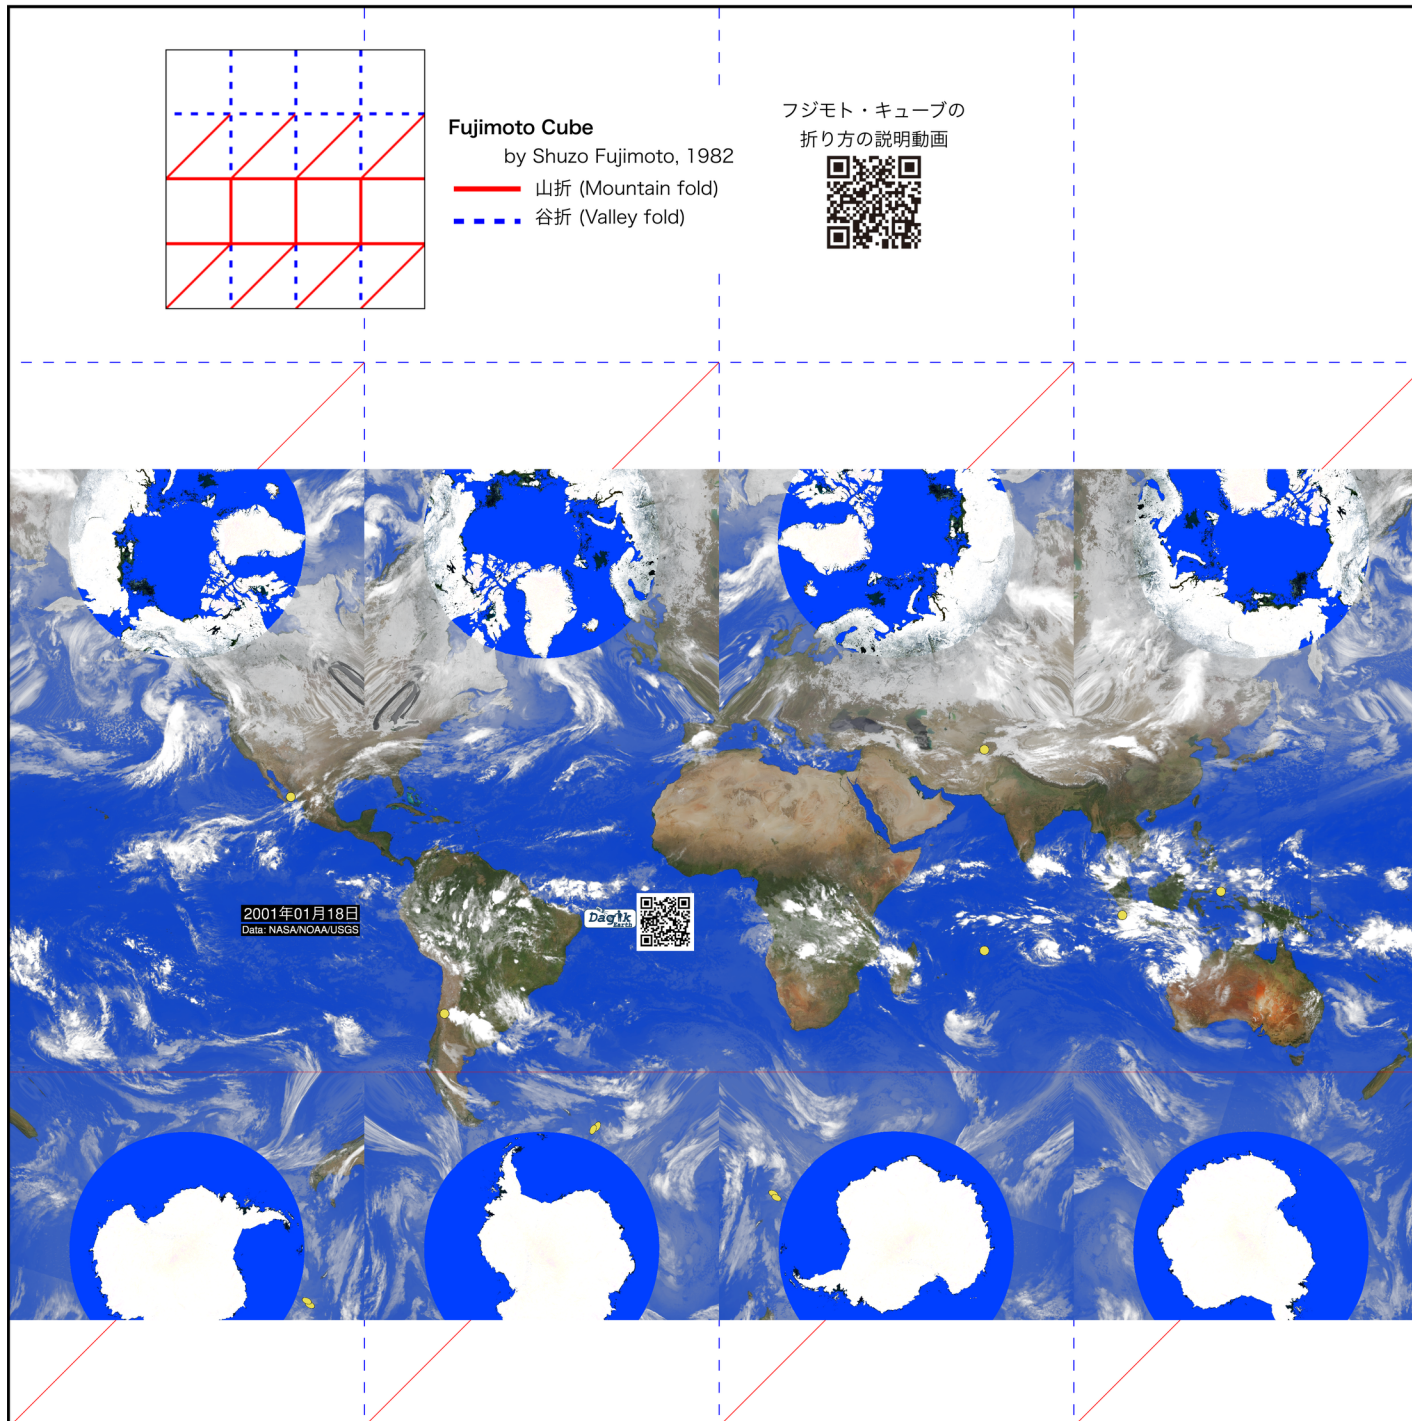 Fujimoto Cube
by Shuzo Fujimoto, 1982
山折 (Mountain fold)
谷折 (Valley fold)
フジモト・キューブの
折り方の説明動画
2001年01月18日
Data: NASA/NOAA/USGS
Dagik
Earth